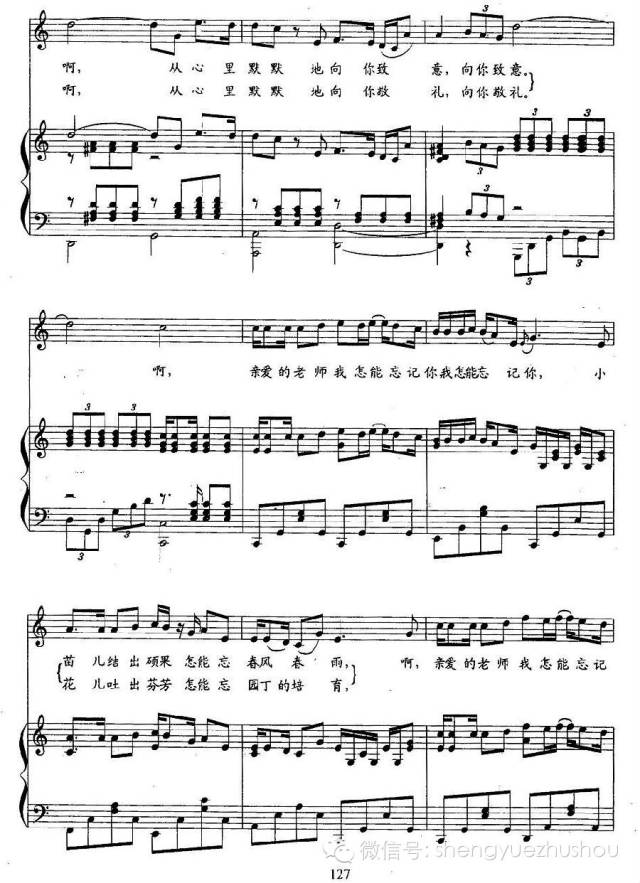 啊, 从心里默默 地向 你致 意,向你致意。
啊, 从心里默默 地向 你敬 礼,向你敬礼。
啊, 亲爱的老师我怎能忘记你我怎能忘 记你, 小
苗 儿结 出 硕果 怎能忘 春风 春 雨, 啊, 亲爱的老师我怎能忘记
花 儿吐 出 芬芳 怎能忘 园丁的培 育,
微信号: shengyuezhushou
127